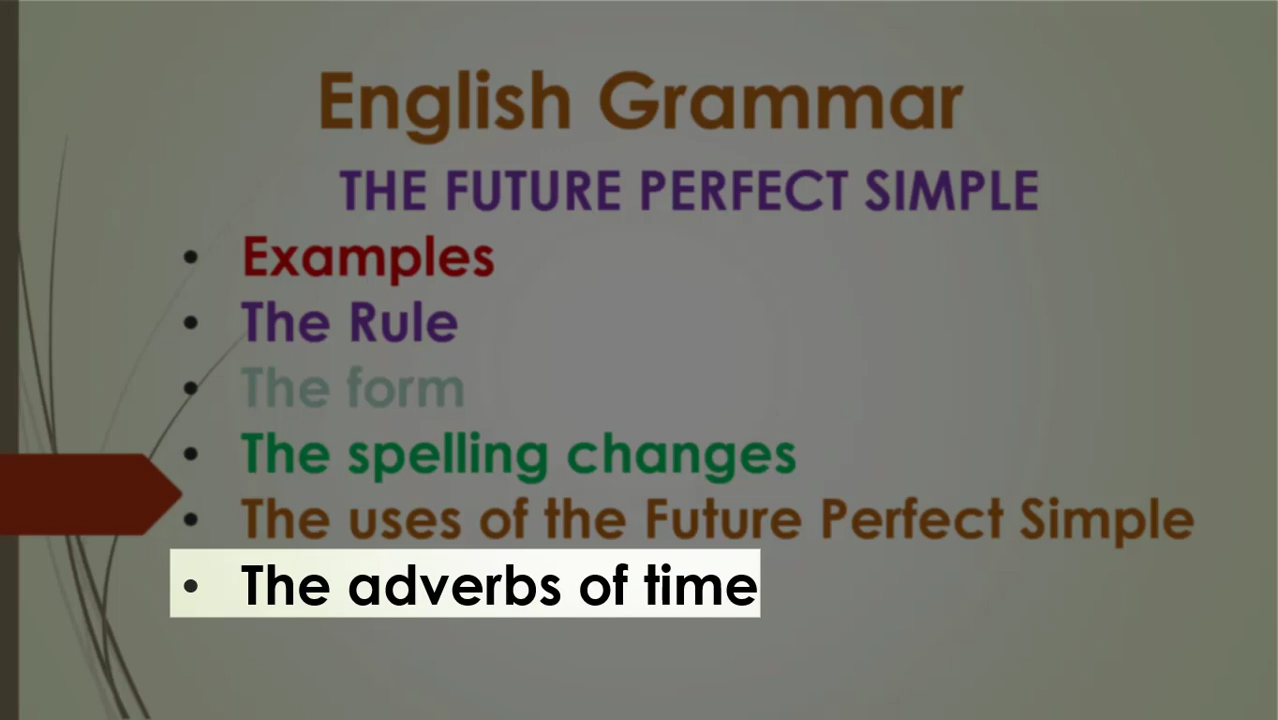 English Grammar
THE FUTURE PERFECT SIMPLE
• Examples
• The Rule
• The form
• The spelling changes
• The uses of the Future Perfect Simple
• The adverbs of time